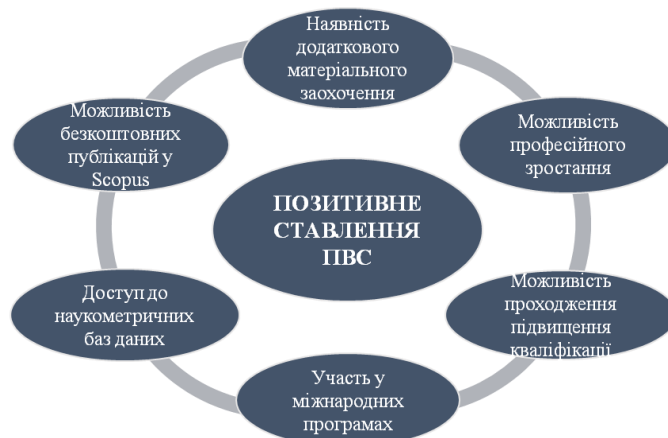 Наявність
додаткового
матеріального
заохочення
Можливість
професійного
зростання
Можливість
проходження
підвищення
кваліфікації
Участь у
міжнародних
програмах
Доступ до
наукометричних
баз даних
Можливість
безкоштовних
публікацій у
Scopus
ПОЗИТИВНЕ
СТАВЛЕННЯ
ПВС